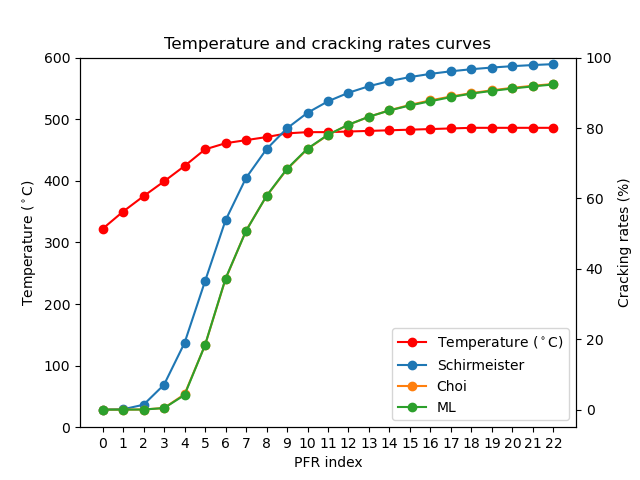 Temperature and cracking rates curves
600
500
400
300
200
100
0
Temperature (°C)
100
80
60
40
20
0
Cracking rates (%)
Temperature (°C)
Schirmeister
Choi
ML
0 1 2 3 4 5 6 7 8 9 10 11 12 13 14 15 16 17 18 19 20 21 22
PFR index